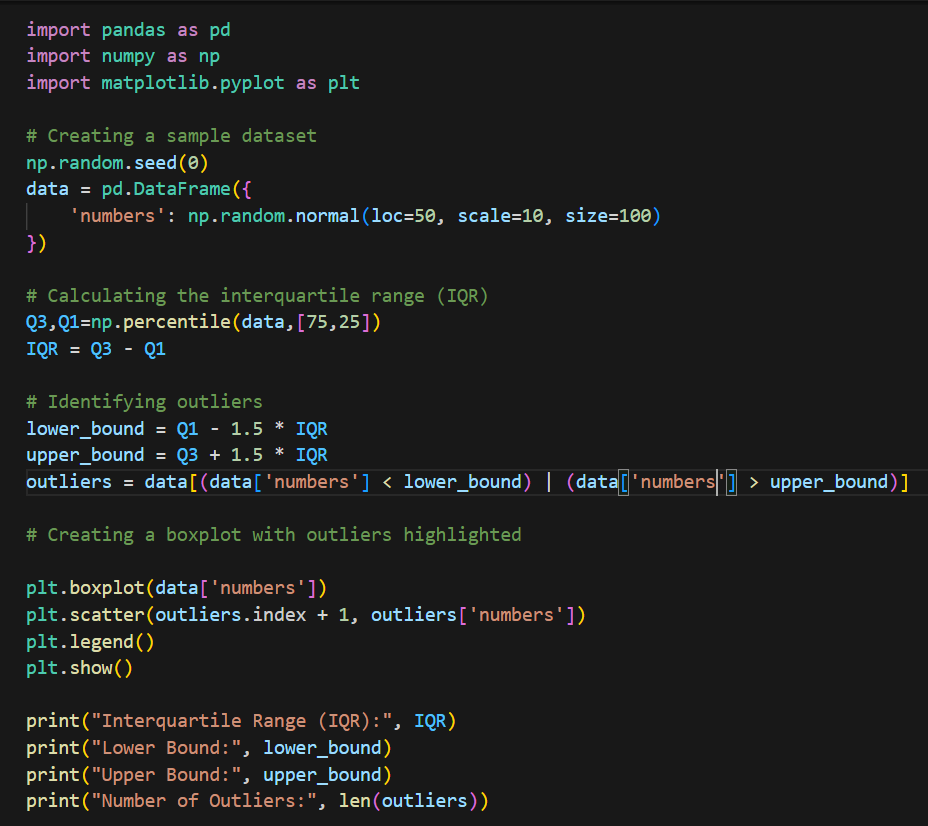 import pandas as pd
import numpy as np
import matplotlib.pyplot as plt
# Creating a sample dataset
np.random.seed(0)
data = pd.DataFrame({
    'numbers': np.random.normal(loc=50, scale=10, size=100)
})
# Calculating the interquartile range (IQR)
Q3,Q1=np.percentile(data,[75,25])
IQR = Q3 - Q1
# Identifying outliers
lower_bound = Q1 - 1.5 * IQR
upper_bound = Q3 + 1.5 * IQR
outliers = data[(data['numbers'] < lower_bound) | (data['numbers'] > upper_bound)]
# Creating a boxplot with outliers highlighted
plt.boxplot(data['numbers'])
plt.scatter(outliers.index + 1, outliers['numbers'])
plt.legend()
plt.show()
print("Interquartile Range (IQR):", IQR)
print("Lower Bound:", lower_bound)
print("Upper Bound:", upper_bound)
print("Number of Outliers:", len(outliers))